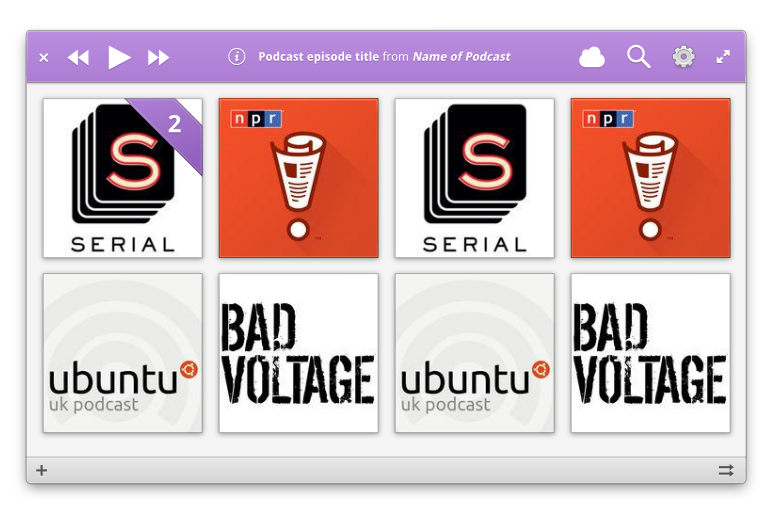 Podcast episode title from Name of Podcast
2
SERIAL
npr
SERIAL
npr
ubuntu
uk podcast
BAD
VOLTAGE
ubuntu
uk podcast
BAD
VOLTAGE